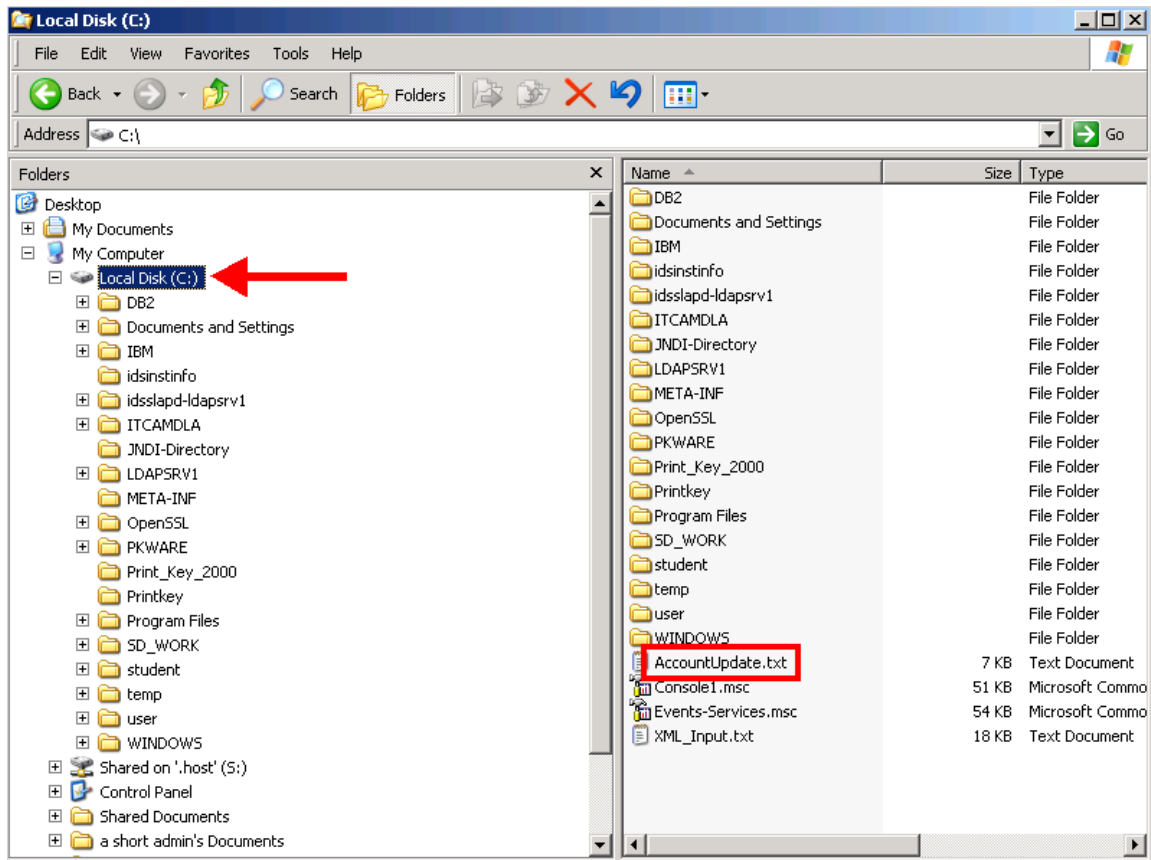 Local Disk (C:)
File Edit View Favorites Tools Help
Back Search Folders
Address C:\ Go
Folders
Desktop
My Documents
My Computer
Local Disk (C:)
DB2
Documents and Settings
IBM
idsinstinfo
idsslapd-ldapsrv1
ITCAMDLA
JNDI-Directory
LDAPSRV1
META-INF
OpenSSL
PKWARE
Print_Key_2000
Printkey
Program Files
SD_WORK
student
temp
user
WINDOWS
Shared on '.host' (S:)
Control Panel
Shared Documents
a short admin's Documents
Name Size Type
DB2 File Folder
Documents and Settings File Folder
IBM File Folder
idsinstinfo File Folder
idsslapd-ldapsrv1 File Folder
ITCAMDLA File Folder
JNDI-Directory File Folder
LDAPSRV1 File Folder
META-INF File Folder
OpenSSL File Folder
PKWARE File Folder
Print_Key_2000 File Folder
Printkey File Folder
Program Files File Folder
SD_WORK File Folder
student File Folder
temp File Folder
user File Folder
WINDOWS File Folder
AccountUpdate.txt 7 KB Text Document
Console1.msc 51 KB Microsoft Commo
Events-Services.msc 54 KB Microsoft Commo
XML_Input.txt 18 KB Text Document